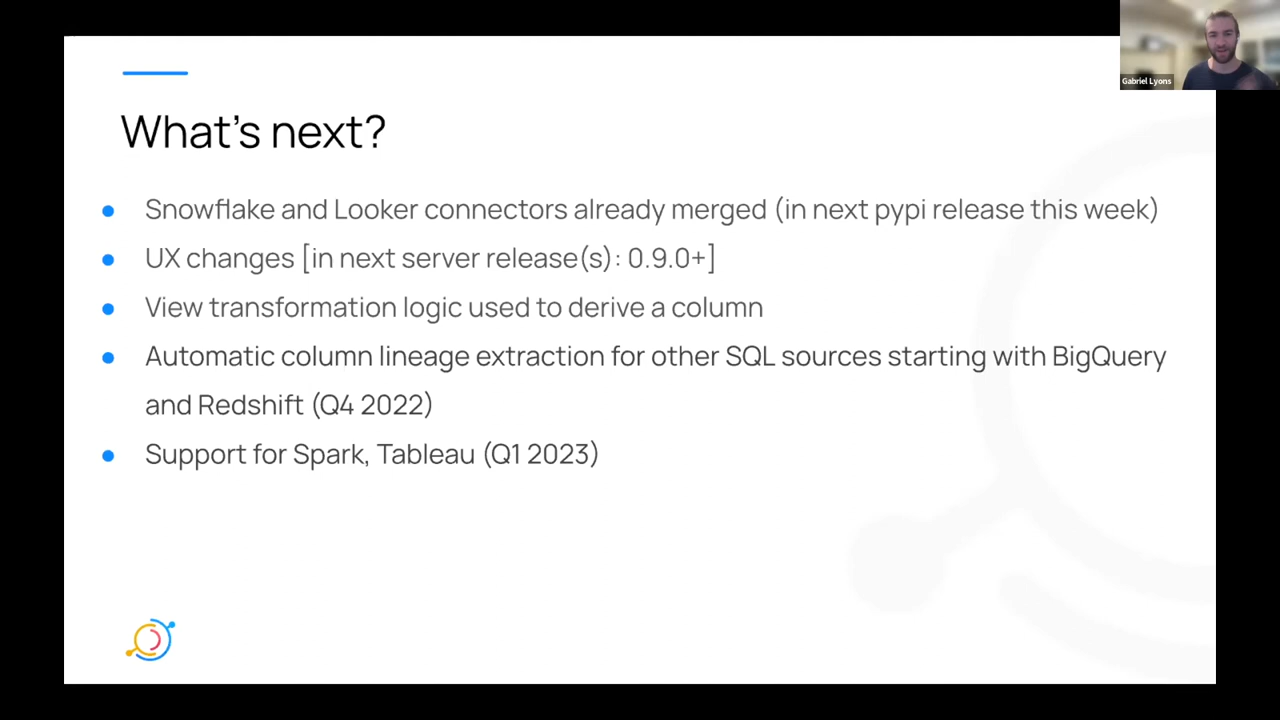 Gabriel Lyons
What's next?
Snowflake and Looker connectors already merged (in next pypi release this week)
UX changes [in next server release(s): 0.9.0+]
View transformation logic used to derive a column
Automatic column lineage extraction for other SQL sources starting with BigQuery
and Redshift (Q4 2022)
Support for Spark, Tableau (Q1 2023)